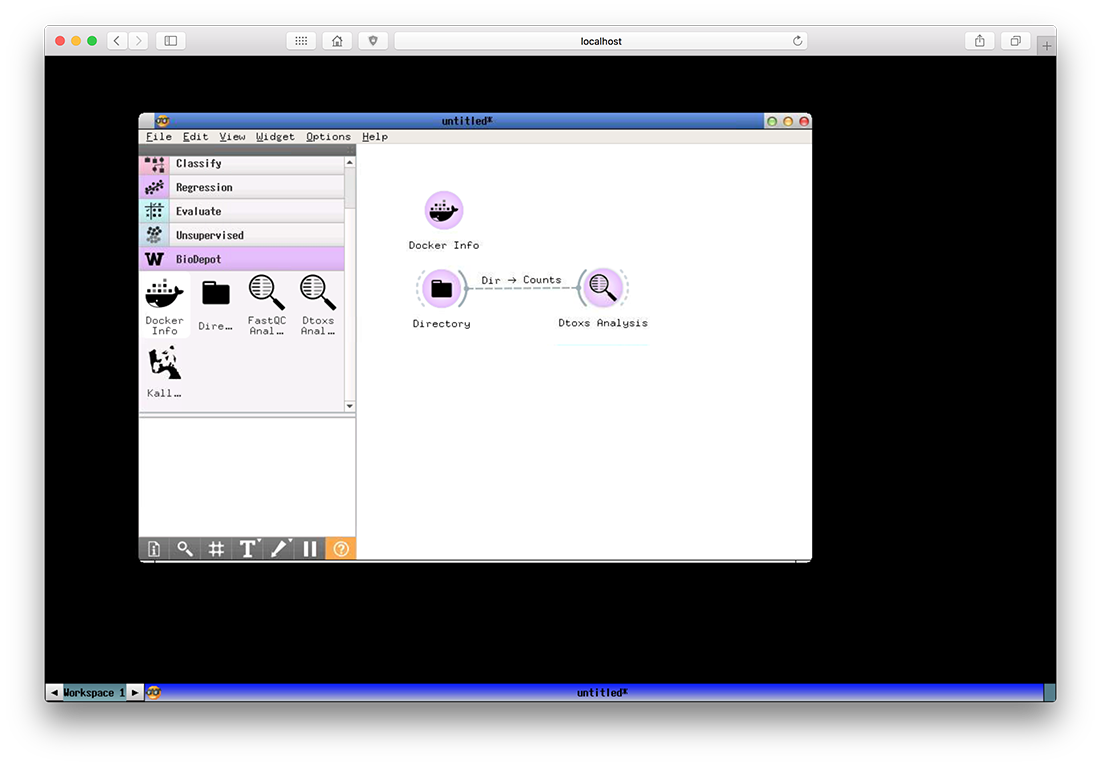 localhost
untitled*
File Edit View Widget Options Help
Classify
Regression
Evaluate
Unsupervised
BioDepot
Docker Info
Dire…
FastQC Anal…
Dtoxs Anal…
Kall…
Docker Info
Dir → Counts
Directory
Dtoxs Analysis
Workspace 1
untitled*